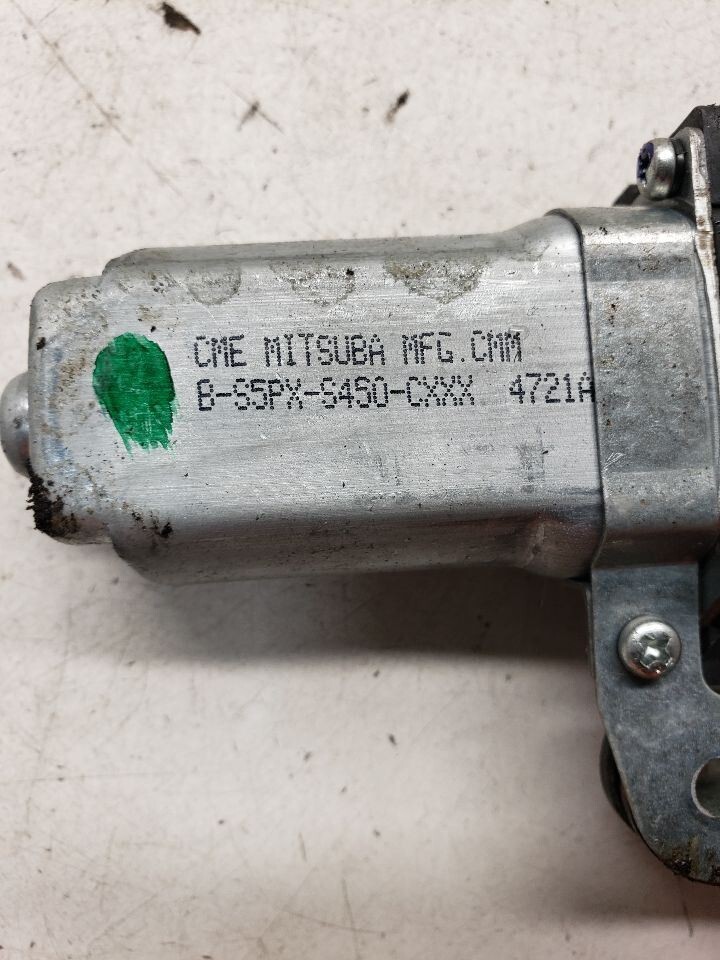 CME MITSUBA MFG.CMM
B-S5PX-S450-CXXX 4721A